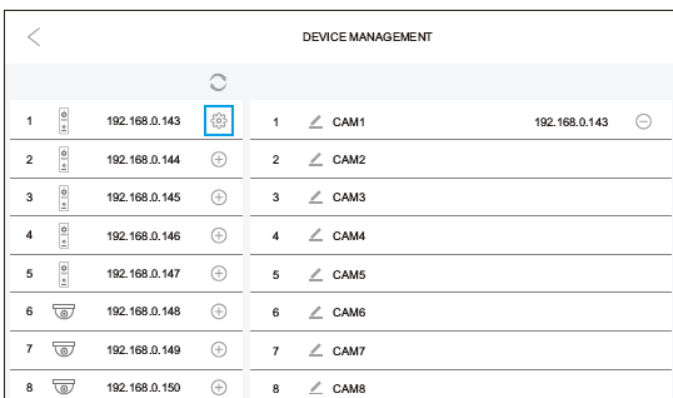 DEVICE MANAGEMENT
1 192.168.0.143 1 CAM1 192.168.0.143
2 192.168.0.144 2 CAM2
3 192.168.0.145 3 CAM3
4 192.168.0.146 4 CAM4
5 192.168.0.147 5 CAM5
6 192.168.0.148 6 CAM6
7 192.168.0.149 7 CAM7
8 192.168.0.150 8 CAM8